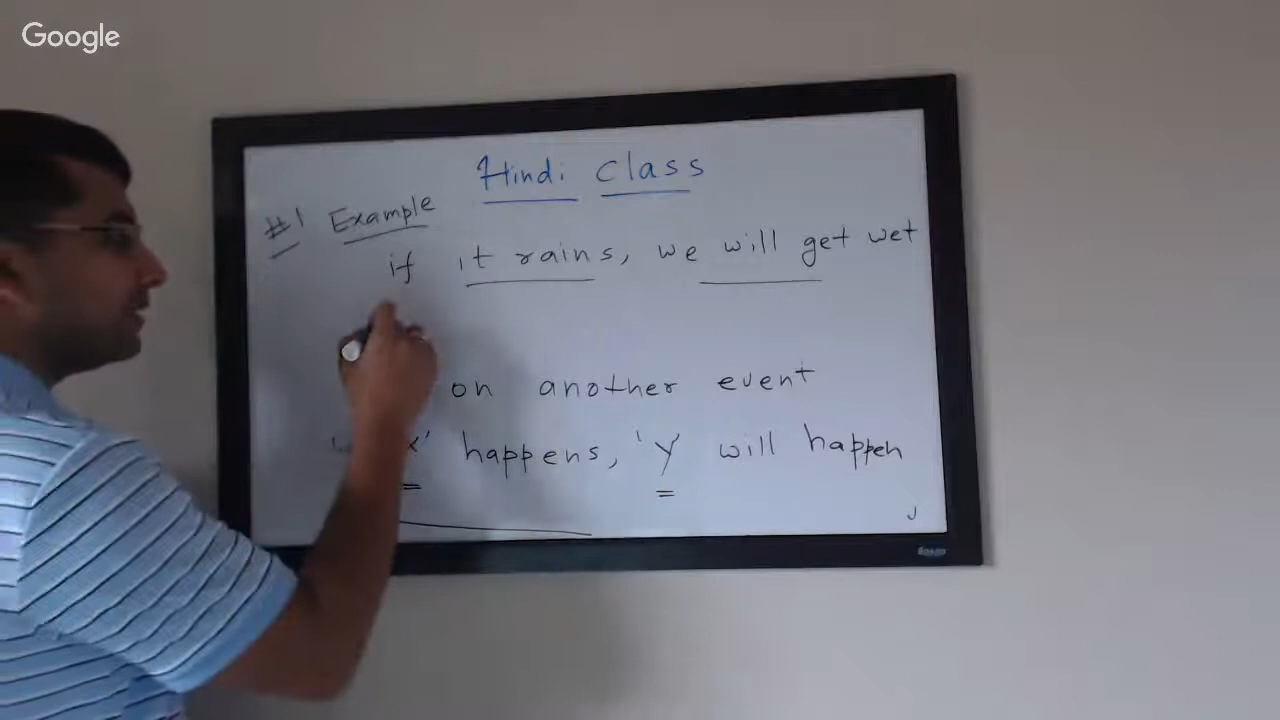 Google
Hindi Class
#1 Example
if it rains, we will get wet
on another event
'x' happens, 'y' will happen